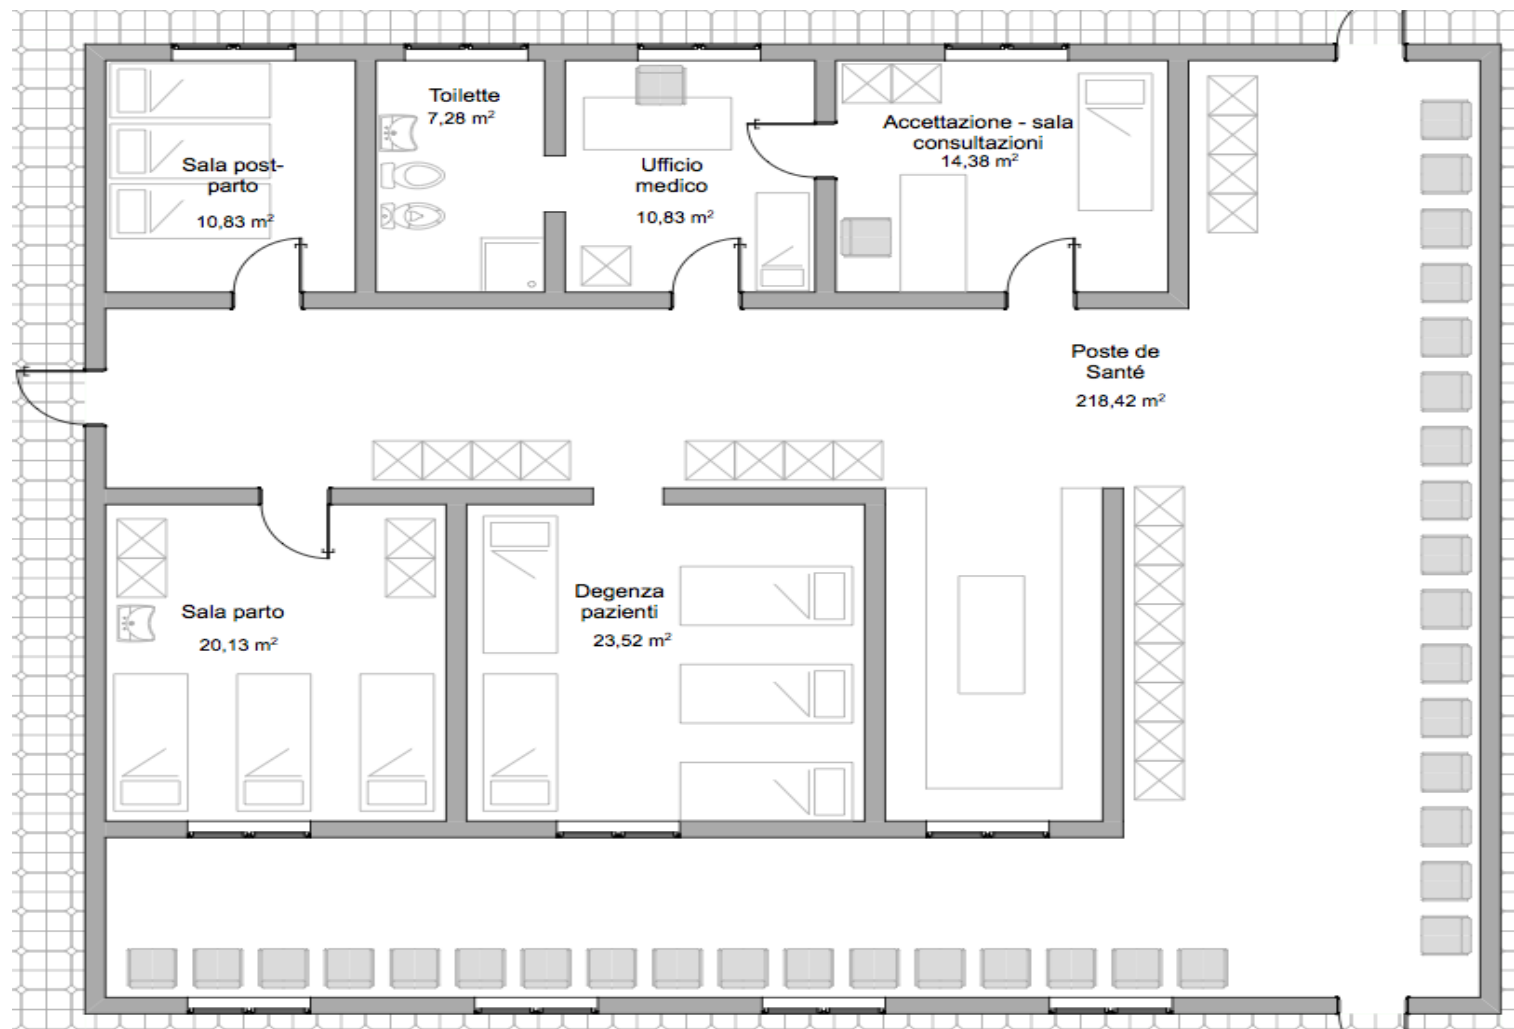 Toilette
7,28 m²
Sala post-
parto
10,83 m²
Ufficio
medico
10,83 m²
Accettazione - sala
consultazioni
14,38 m²
Poste de
Santé
218,42 m²
Sala parto
20,13 m²
Degenza
pazienti
23,52 m²